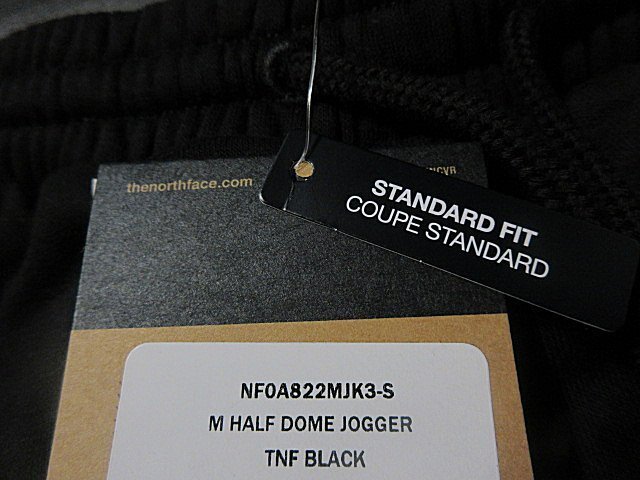 thenorthface.com
STANDARD FIT
COUPE STANDARD
NF0A822MJK3-S
M HALF DOME JOGGER
TNF BLACK